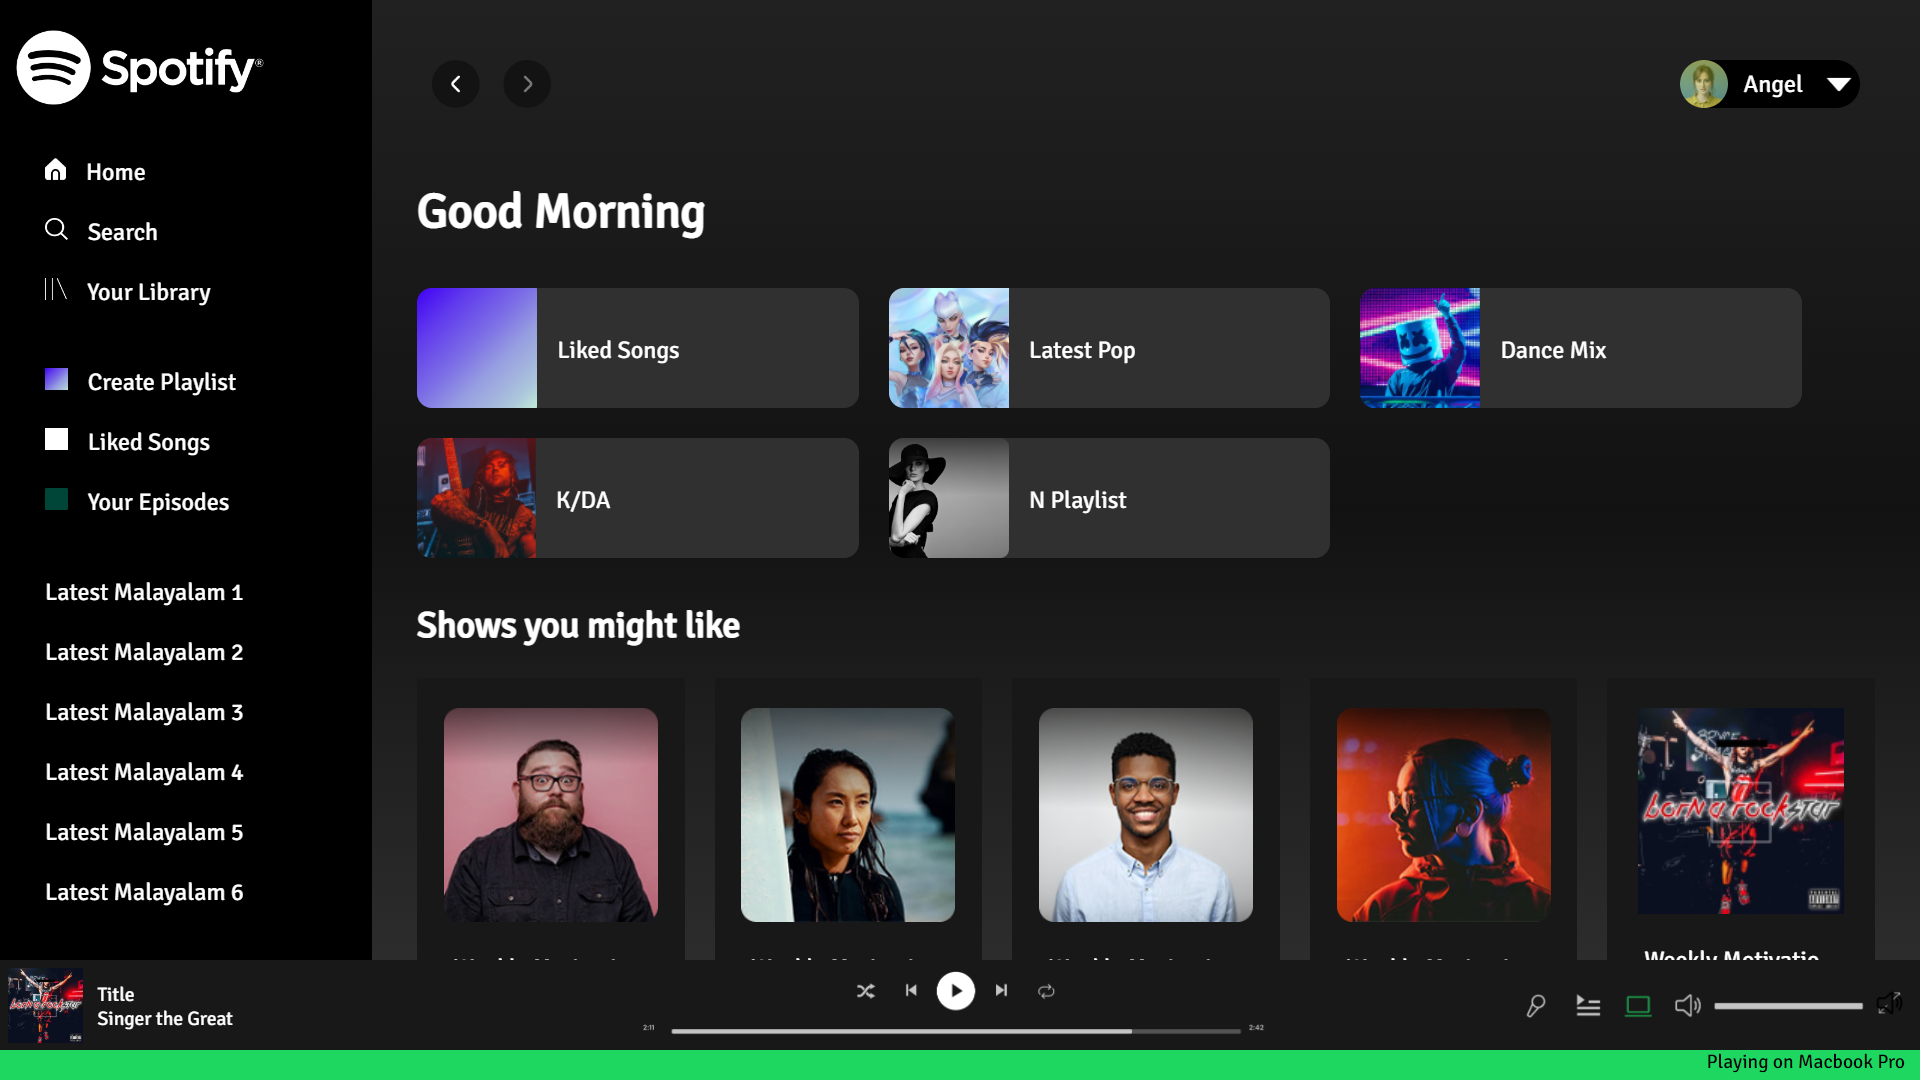 Spotify®
Home
Search
Your Library
Create Playlist
Liked Songs
Your Episodes
Latest Malayalam 1
Latest Malayalam 2
Latest Malayalam 3
Latest Malayalam 4
Latest Malayalam 5
Latest Malayalam 6
Angel
Good Morning
Liked Songs
Latest Pop
Dance Mix
K/DA
N Playlist
Shows you might like
born a rockstar
Weekly Motivatio
Title
Singer the Great
2:11
2:42
Playing on Macbook Pro